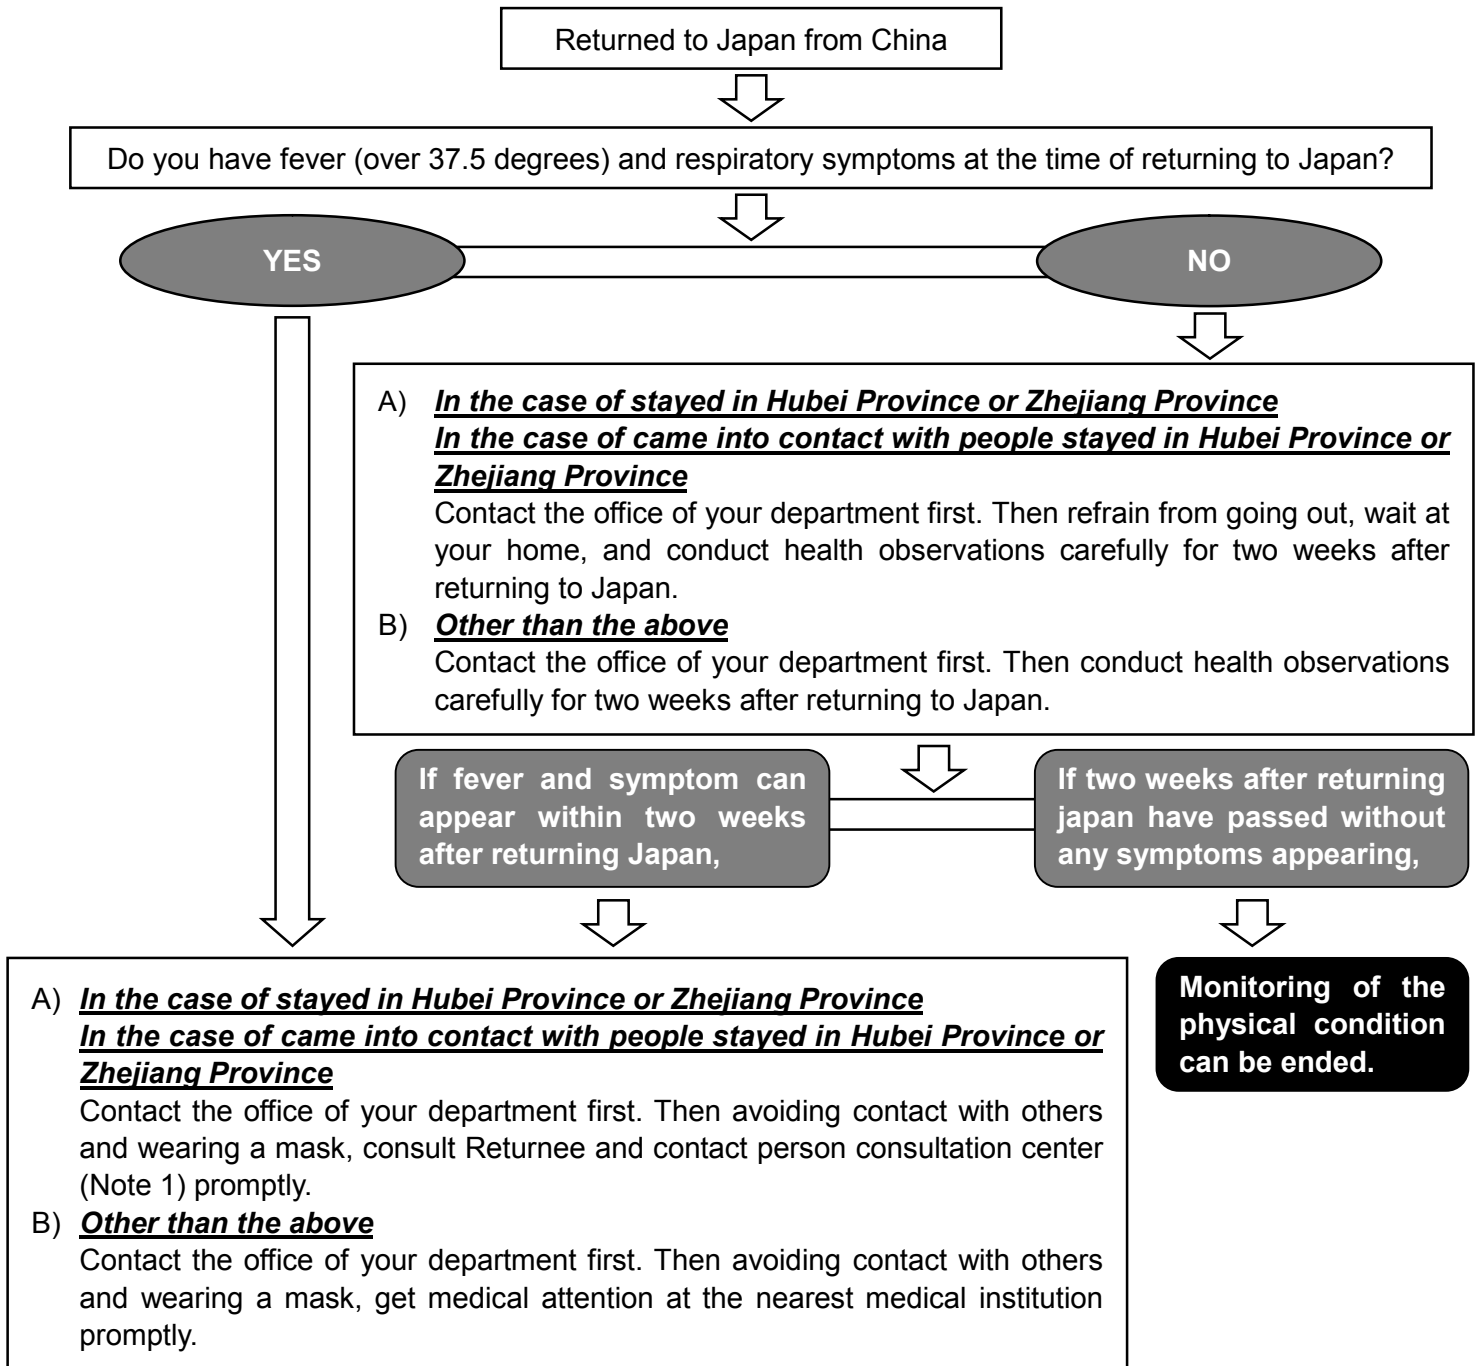 Returned to Japan from China
Do you have fever (over 37.5 degrees) and respiratory symptoms at the time of returning to Japan?
YES
NO
A) In the case of stayed in Hubei Province or Zhejiang Province
In the case of came into contact with people stayed in Hubei Province or
Zhejiang Province
Contact the office of your department first. Then refrain from going out, wait at
your home, and conduct health observations carefully for two weeks after
returning to Japan.
B) Other than the above
Contact the office of your department first. Then conduct health observations
carefully for two weeks after returning to Japan.
If fever and symptom can
appear within two weeks
after returning Japan,
If two weeks after returning
japan have passed without
any symptoms appearing,
A) In the case of stayed in Hubei Province or Zhejiang Province
In the case of came into contact with people stayed in Hubei Province or
Zhejiang Province
Contact the office of your department first. Then avoiding contact with others
and wearing a mask, consult Returnee and contact person consultation center
(Note 1) promptly.
B) Other than the above
Contact the office of your department first. Then avoiding contact with others
and wearing a mask, get medical attention at the nearest medical institution
promptly.
Monitoring of the
physical condition
can be ended.